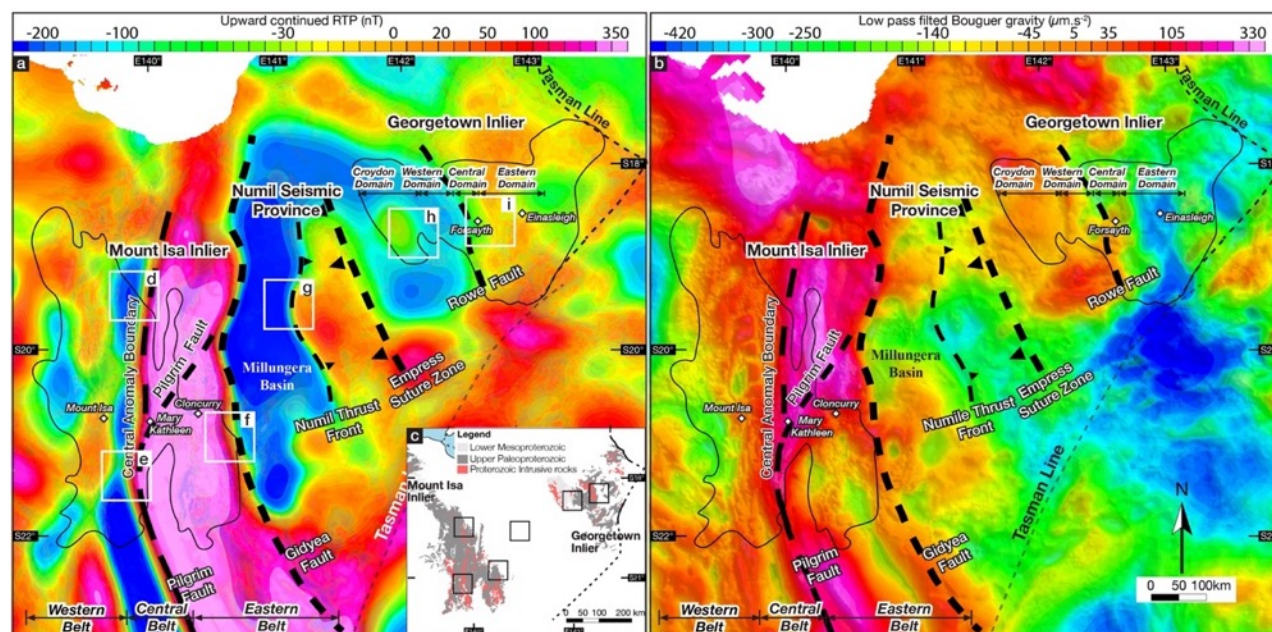 Upward continued RTP (nT)
-200 -100 -30 0 20 50 100 350
a
E140° E141° E142° E143°
Tasman Line
Georgetown Inlier
S18°
Croydon Domain
Western Domain
Central Domain
Eastern Domain
Numil Seismic
Province
h
i
Einasleigh
Forsayth
Mount Isa Inlier
d
g
Rowe Fault
Central Anomaly Boundary
Pilgrim Fault
S20°
Millungera
Basin
Empress
Suture Zone
Mount Isa
Cloncurry
Mary
Kathleen
f
Numil Thrust
Front
e
Tasman
S22°
Gidyea
Fault
Pilgrim
Fault
Western
Belt
Central
Belt
Eastern
Belt
c
Legend
Lower Mesoproterozoic
Upper Paleoproterozoic
Proterozoic Intrusive rocks
Mount Isa
Inlier
Georgetown
Inlier
S21°
0 50 100 200 km
Low pass filted Bouguer gravity (µm.s⁻²)
-420 -300 -250 -140 -45 5 35 105 330
b
E140° E141° E142° E143°
Tasman Line
Georgetown Inlier
Croydon Domain
Western Domain
Central Domain
Eastern Domain
Numil Seismic
Province
Einasleigh
Forsayth
Mount Isa Inlier
Rowe Fault
Central Anomaly Boundary
Pilgrim Fault
S20°
Millungera
Basin
Empress
Suture Zone
Mount Isa
Cloncurry
Mary
Kathleen
Numile Thrust
Front
Tasman Line
N
S22°
Gidyea
Fault
Pilgrim
Fault
0 50 100km
Western
Belt
Central
Belt
Eastern
Belt